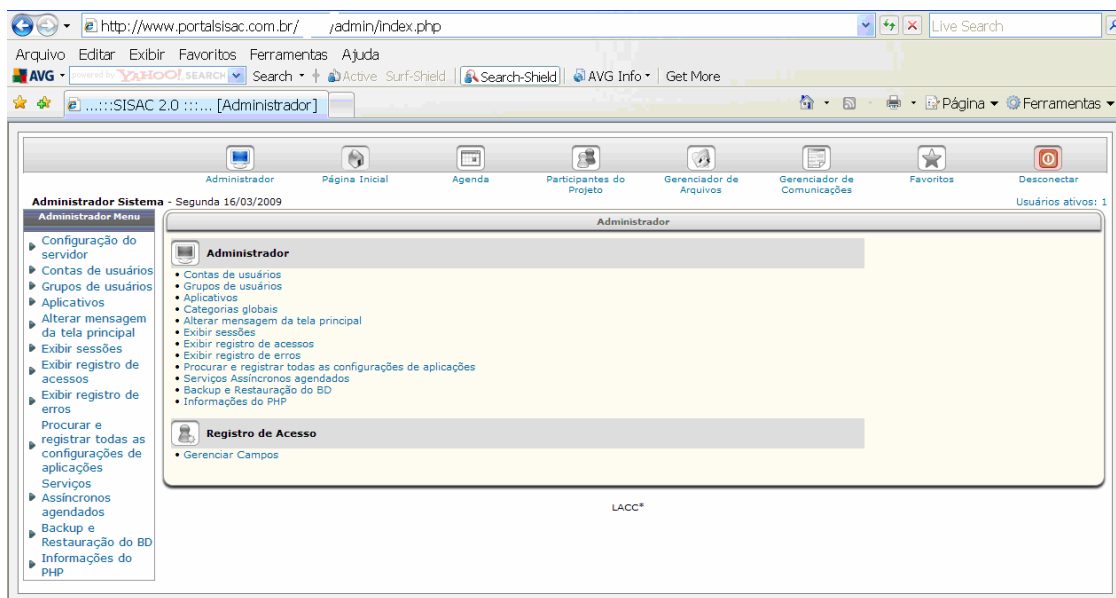 http://www.portalsisac.com.br/ /admin/index.php
Live Search
Arquivo Editar Exibir Favoritos Ferramentas Ajuda
AVG powered by YAHOO! SEARCH Search Active Surf-Shield Search-Shield AVG Info Get More
...:::SISAC 2.0 :::... [Administrador]
Página Ferramentas
Administrador
Página Inicial
Agenda
Participantes do
Projeto
Gerenciador de
Arquivos
Gerenciador de
Comunicações
Favoritos
Desconectar
Administrador Sistema - Segunda 16/03/2009
Usuários ativos: 1
Administrador Menu
Configuração do
servidor
Contas de usuários
Grupos de usuários
Aplicativos
Alterar mensagem
da tela principal
Exibir sessões
Exibir registro de
acessos
Exibir registro de
erros
Procurar e
registrar todas as
configurações de
aplicações
Serviços
Assíncronos
agendados
Backup e
Restauração do BD
Informações do
PHP
Administrador
Administrador
• Contas de usuários
• Grupos de usuários
• Aplicativos
• Categorias globais
• Alterar mensagem da tela principal
• Exibir sessões
• Exibir registro de acessos
• Exibir registro de erros
• Procurar e registrar todas as configurações de aplicações
• Serviços Assíncronos agendados
• Backup e Restauração do BD
• Informações do PHP
Registro de Acesso
• Gerenciar Campos
LACC*